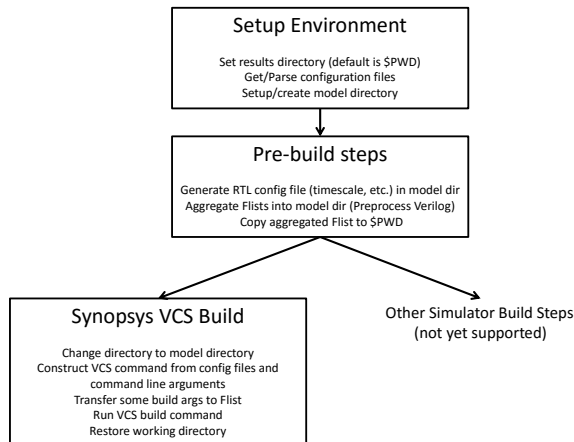 Setup Environment
Set results directory (default is $PWD)
Get/Parse configuration files
Setup/create model directory
Pre-build steps
Generate RTL config file (timescale, etc.) in model dir
Aggregate Flists into model dir (Preprocess Verilog)
Copy aggregated Flist to $PWD
Synopsys VCS Build
Change directory to model directory
Construct VCS command from config files and
command line arguments
Transfer some build args to Flist
Run VCS build command
Restore working directory
Other Simulator Build Steps
(not yet supported)